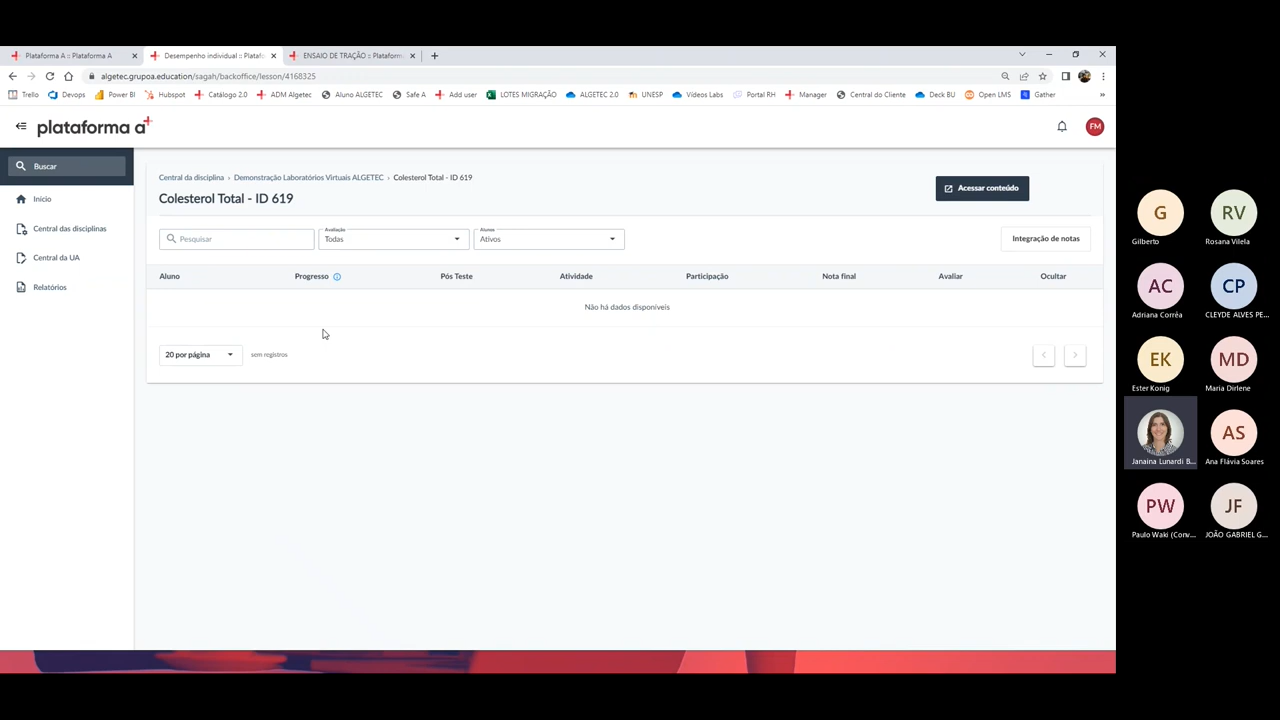 Plataforma A :: Plataforma A
Desempenho individual :: Plataf
ENSAIO DE TRAÇÃO :: Plataform
algetec.grupoa.education/sagah/backoffice/lesson/4168325
Trello Devops Power BI Hubspot Catálogo 2.0 ADM Algetec Aluno ALGETEC Safe A Add user LOTES MIGRAÇÃO ALGETEC 2.0 UNESP Vídeos Labs Portal RH Manager Central do Cliente Deck BU Open LMS Gather »
plataforma a+
FM
Buscar
Início
Central das disciplinas
Central da UA
Relatórios
Central da disciplina › Demonstração Laboratórios Virtuais ALGETEC › Colesterol Total - ID 619
Colesterol Total - ID 619
Acessar conteúdo
Pesquisar
Avaliação
Todas
Alunos
Ativos
Integração de notas
Aluno Progresso Pós Teste Atividade Participação Nota final Avaliar Ocultar
Não há dados disponíveis
20 por página
sem registros
G RV
Gilberto Rosana Vilela
AC CP
Adriana Corrêa CLEYDE ALVES PE...
EK MD
Ester Konig Maria Dirlene
AS
Janaina Lunardi B... Ana Flávia Soares
PW JF
Paulo Waki (Conv... JOÃO GABRIEL G...